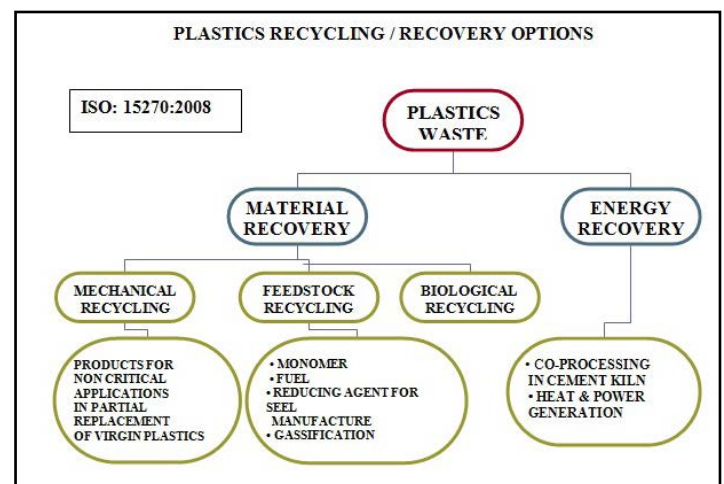 PLASTICS RECYCLING / RECOVERY OPTIONS
ISO: 15270:2008
PLASTICS
WASTE
MATERIAL
RECOVERY
ENERGY
RECOVERY
MECHANICAL
RECYCLING
FEEDSTOCK
RECYCLING
BIOLOGICAL
RECYCLING
PRODUCTS FOR
NON CRITICAL
APPLICATIONS
IN PARTIAL
REPLACEMENT
OF VIRGIN PLASTICS
• MONOMER
• FUEL
• REDUCING AGENT FOR
SEEL
MANUFACTURE
• GASSIFICATION
• CO-PROCESSING
IN CEMENT KILN
• HEAT & POWER
GENERATION